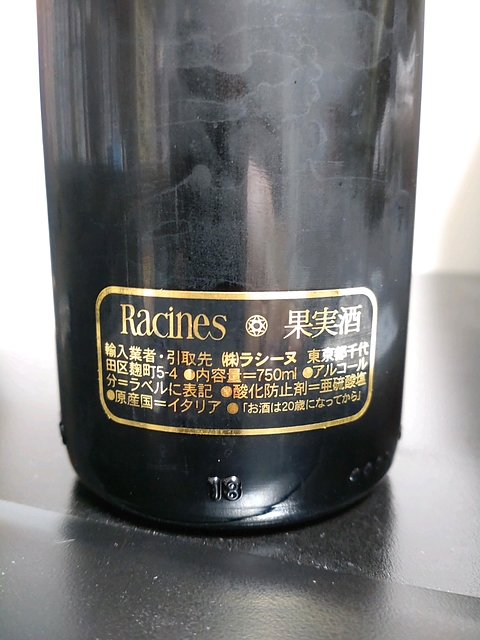 Racines 果実酒
輸入業者・引取先 ㈱ラシーヌ 東京都千代
田区麹町5-4 ●内容量=750ml ●アルコール
分=ラベルに表記 ●酸化防止剤=亜硫酸塩
●原産国=イタリア ●「お酒は20歳になってから」
18